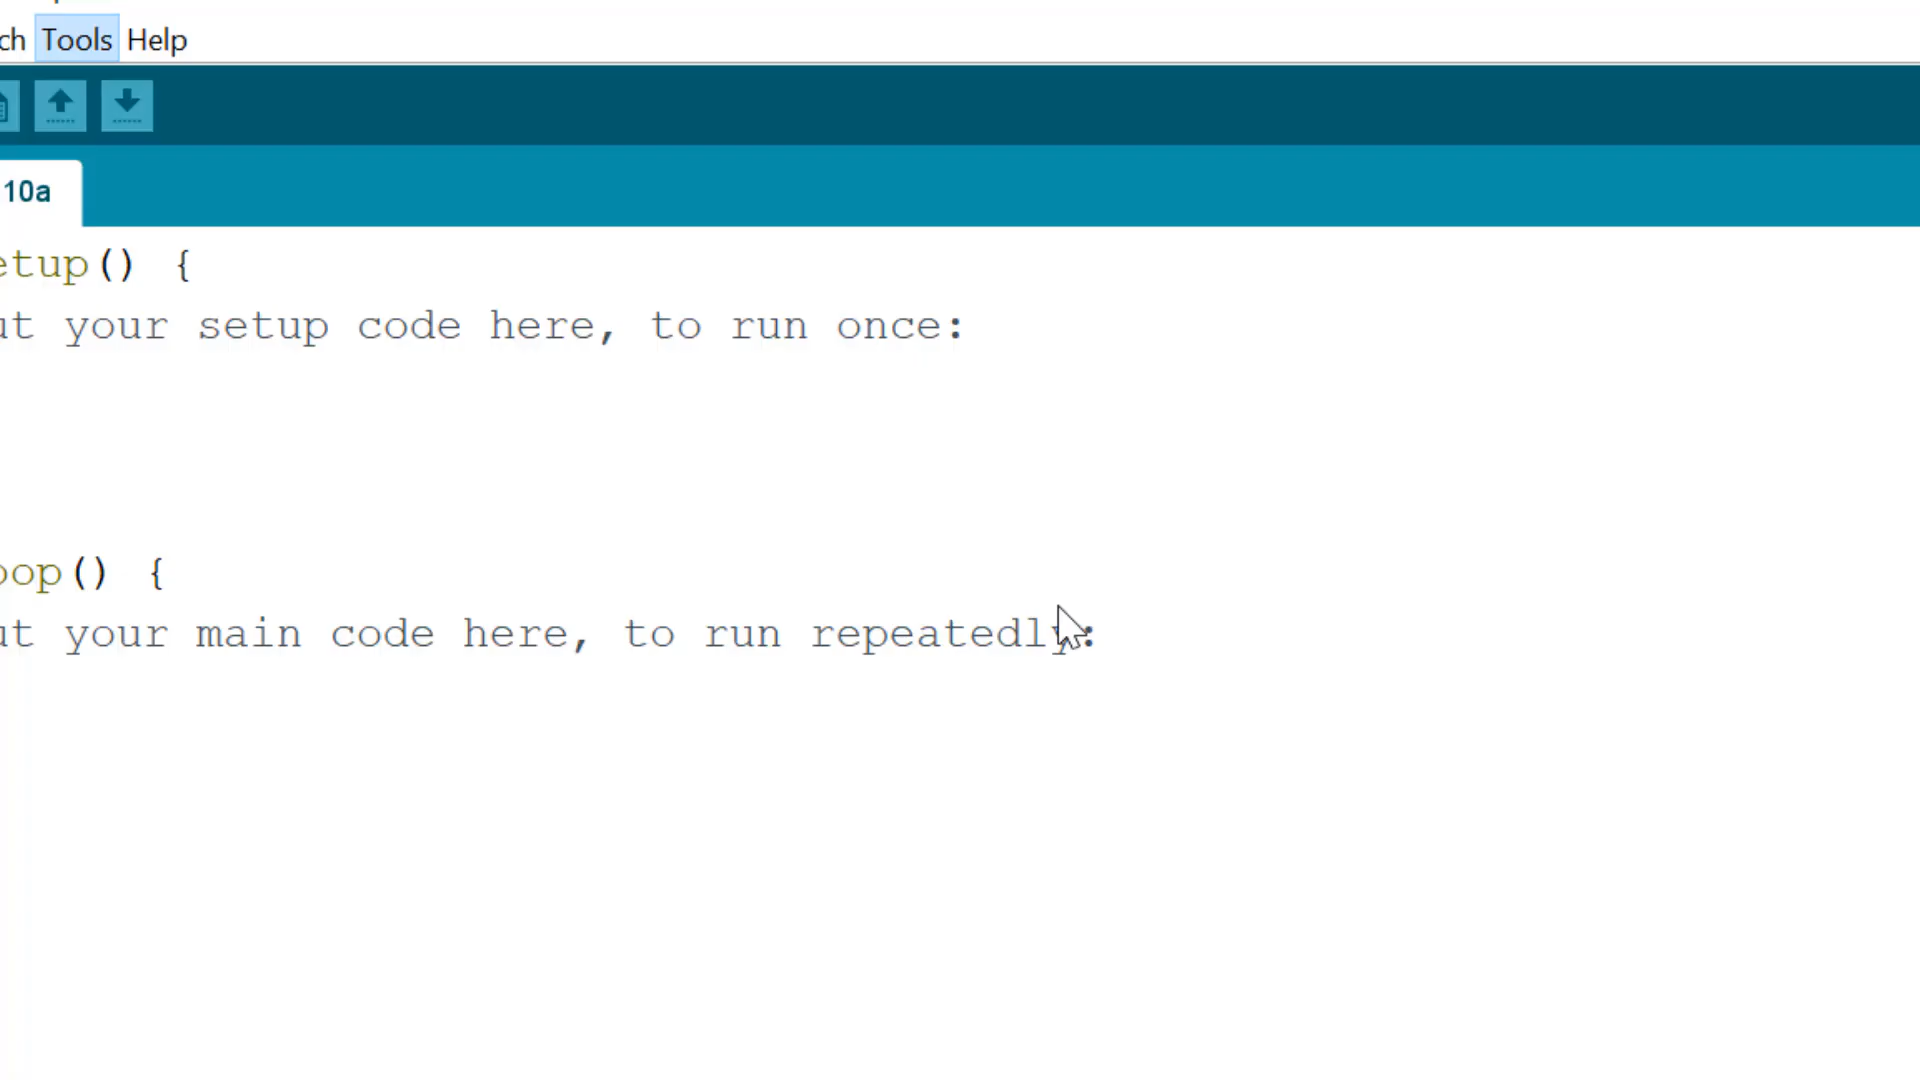 ch Tools Help
10a
etup() {
ut your setup code here, to run once:
oop() {
ut your main code here, to run repeatedly: